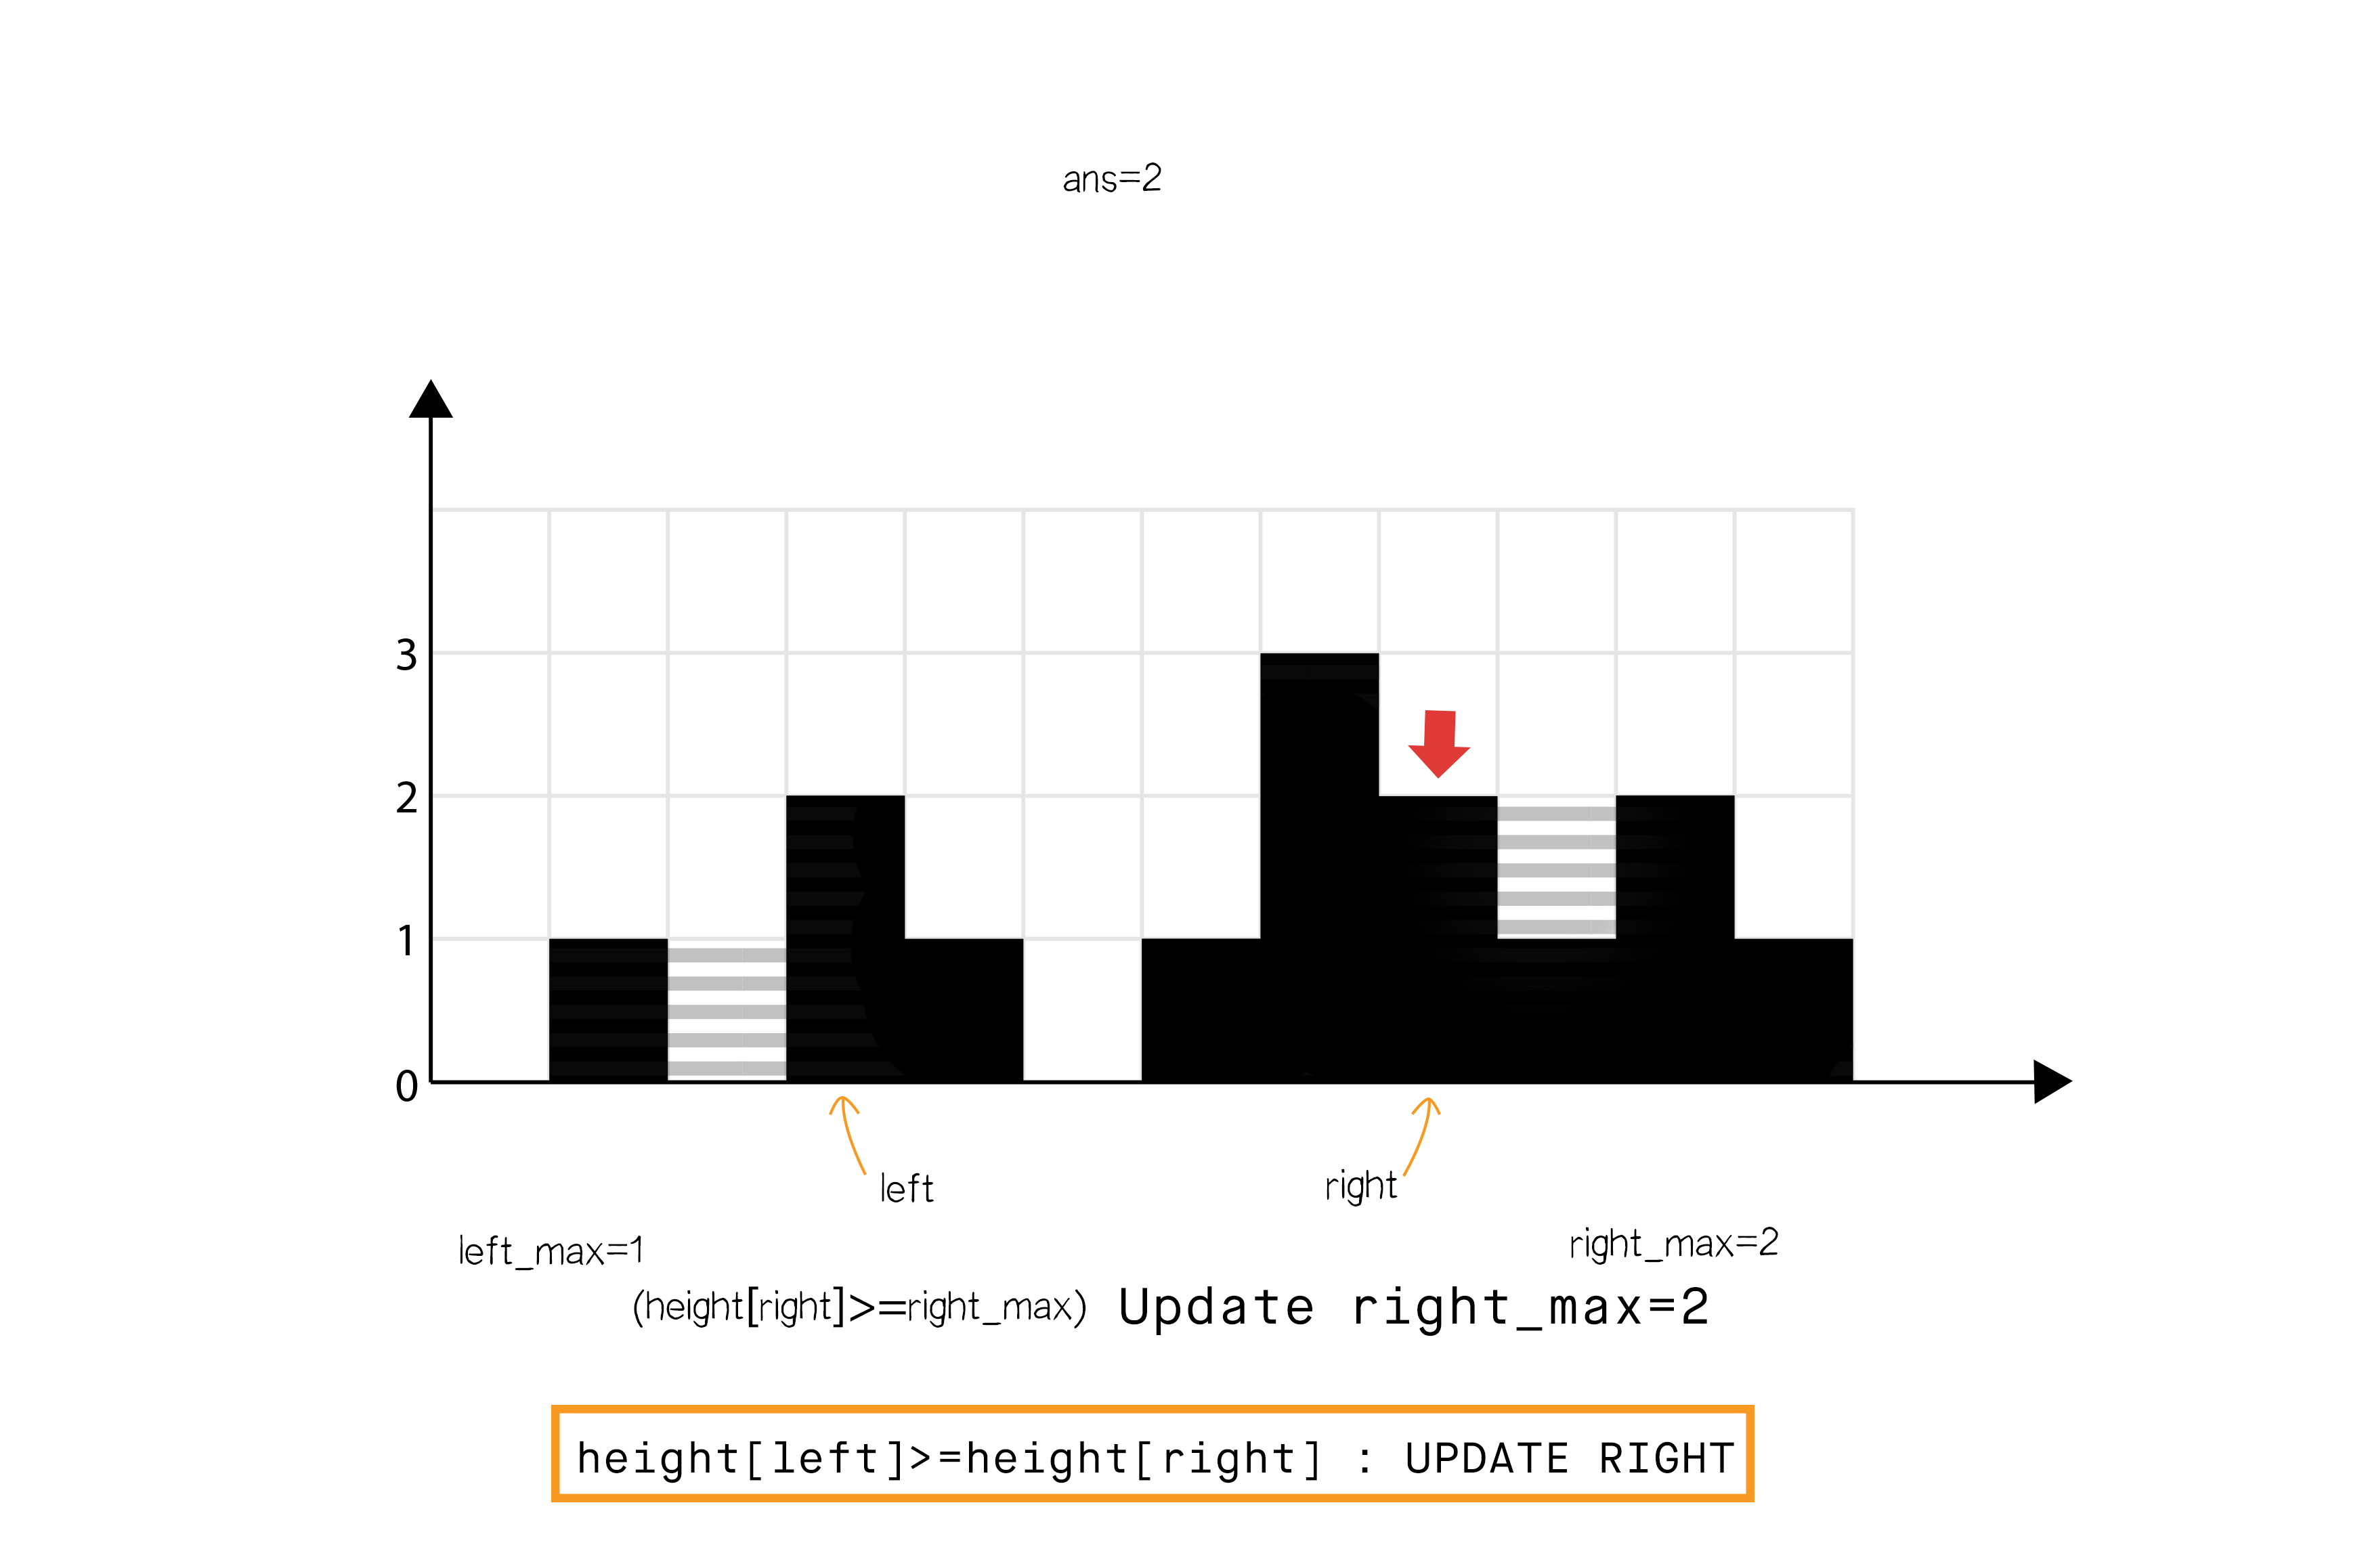 ans=2
3
2
1
0
left
right
left_max=1
right_max=2
(height[right]>=right_max) Update right_max=2
height[left]>=height[right] : UPDATE RIGHT